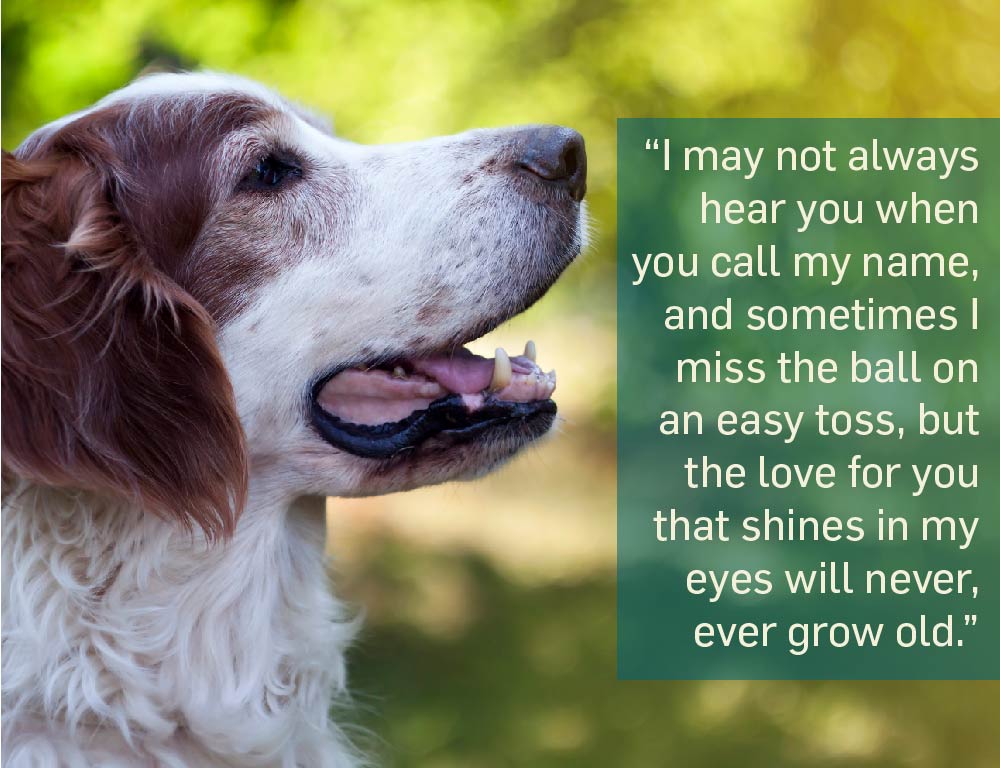 “I may not always
hear you when
you call my name,
and sometimes I
miss the ball on
an easy toss, but
the love for you
that shines in my
eyes will never,
ever grow old.”